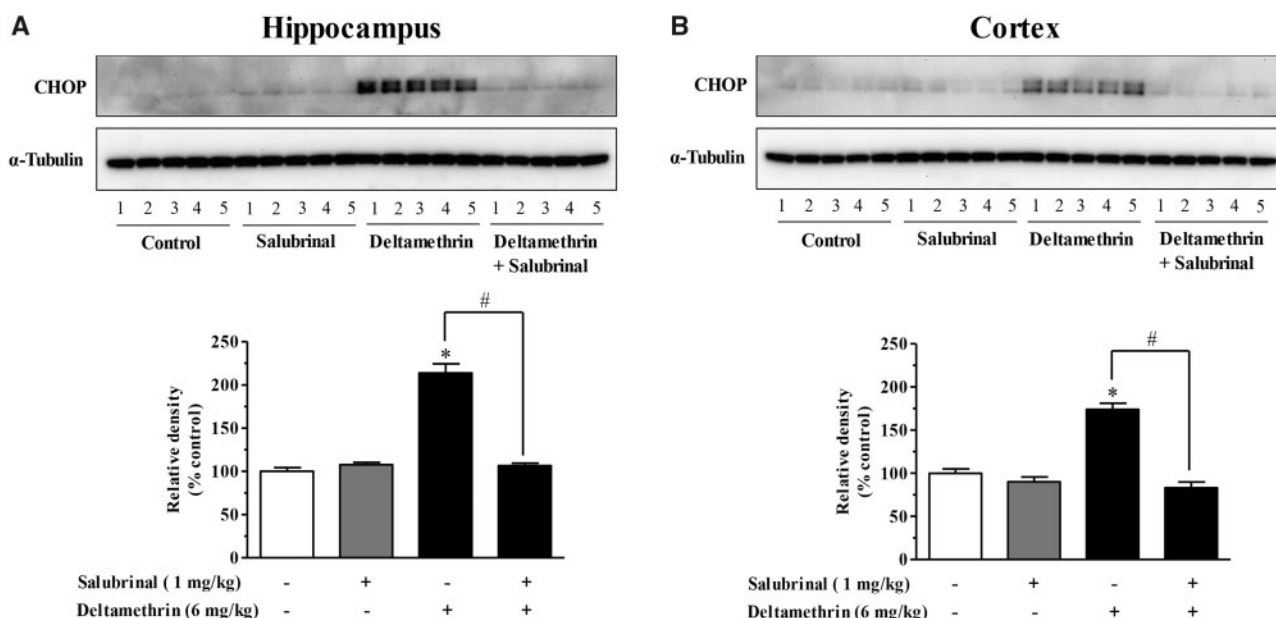 A
Hippocampus
CHOP
α-Tubulin
1 2 3 4 5 1 2 3 4 5 1 2 3 4 5 1 2 3 4 5
Control Salubrinal Deltamethrin Deltamethrin
+ Salubrinal
#
*
Relative density
(% control)
250
200
150
100
50
0
Salubrinal ( 1 mg/kg) - + - +
Deltamethrin (6 mg/kg) - - + +
B
Cortex
CHOP
α-Tubulin
1 2 3 4 5 1 2 3 4 5 1 2 3 4 5 1 2 3 4 5
Control Salubrinal Deltamethrin Deltamethrin
+ Salubrinal
#
*
Relative density
(% control)
250
200
150
100
50
0
Salubrinal ( 1 mg/kg) - + - +
Deltamethrin (6 mg/kg) - - + +